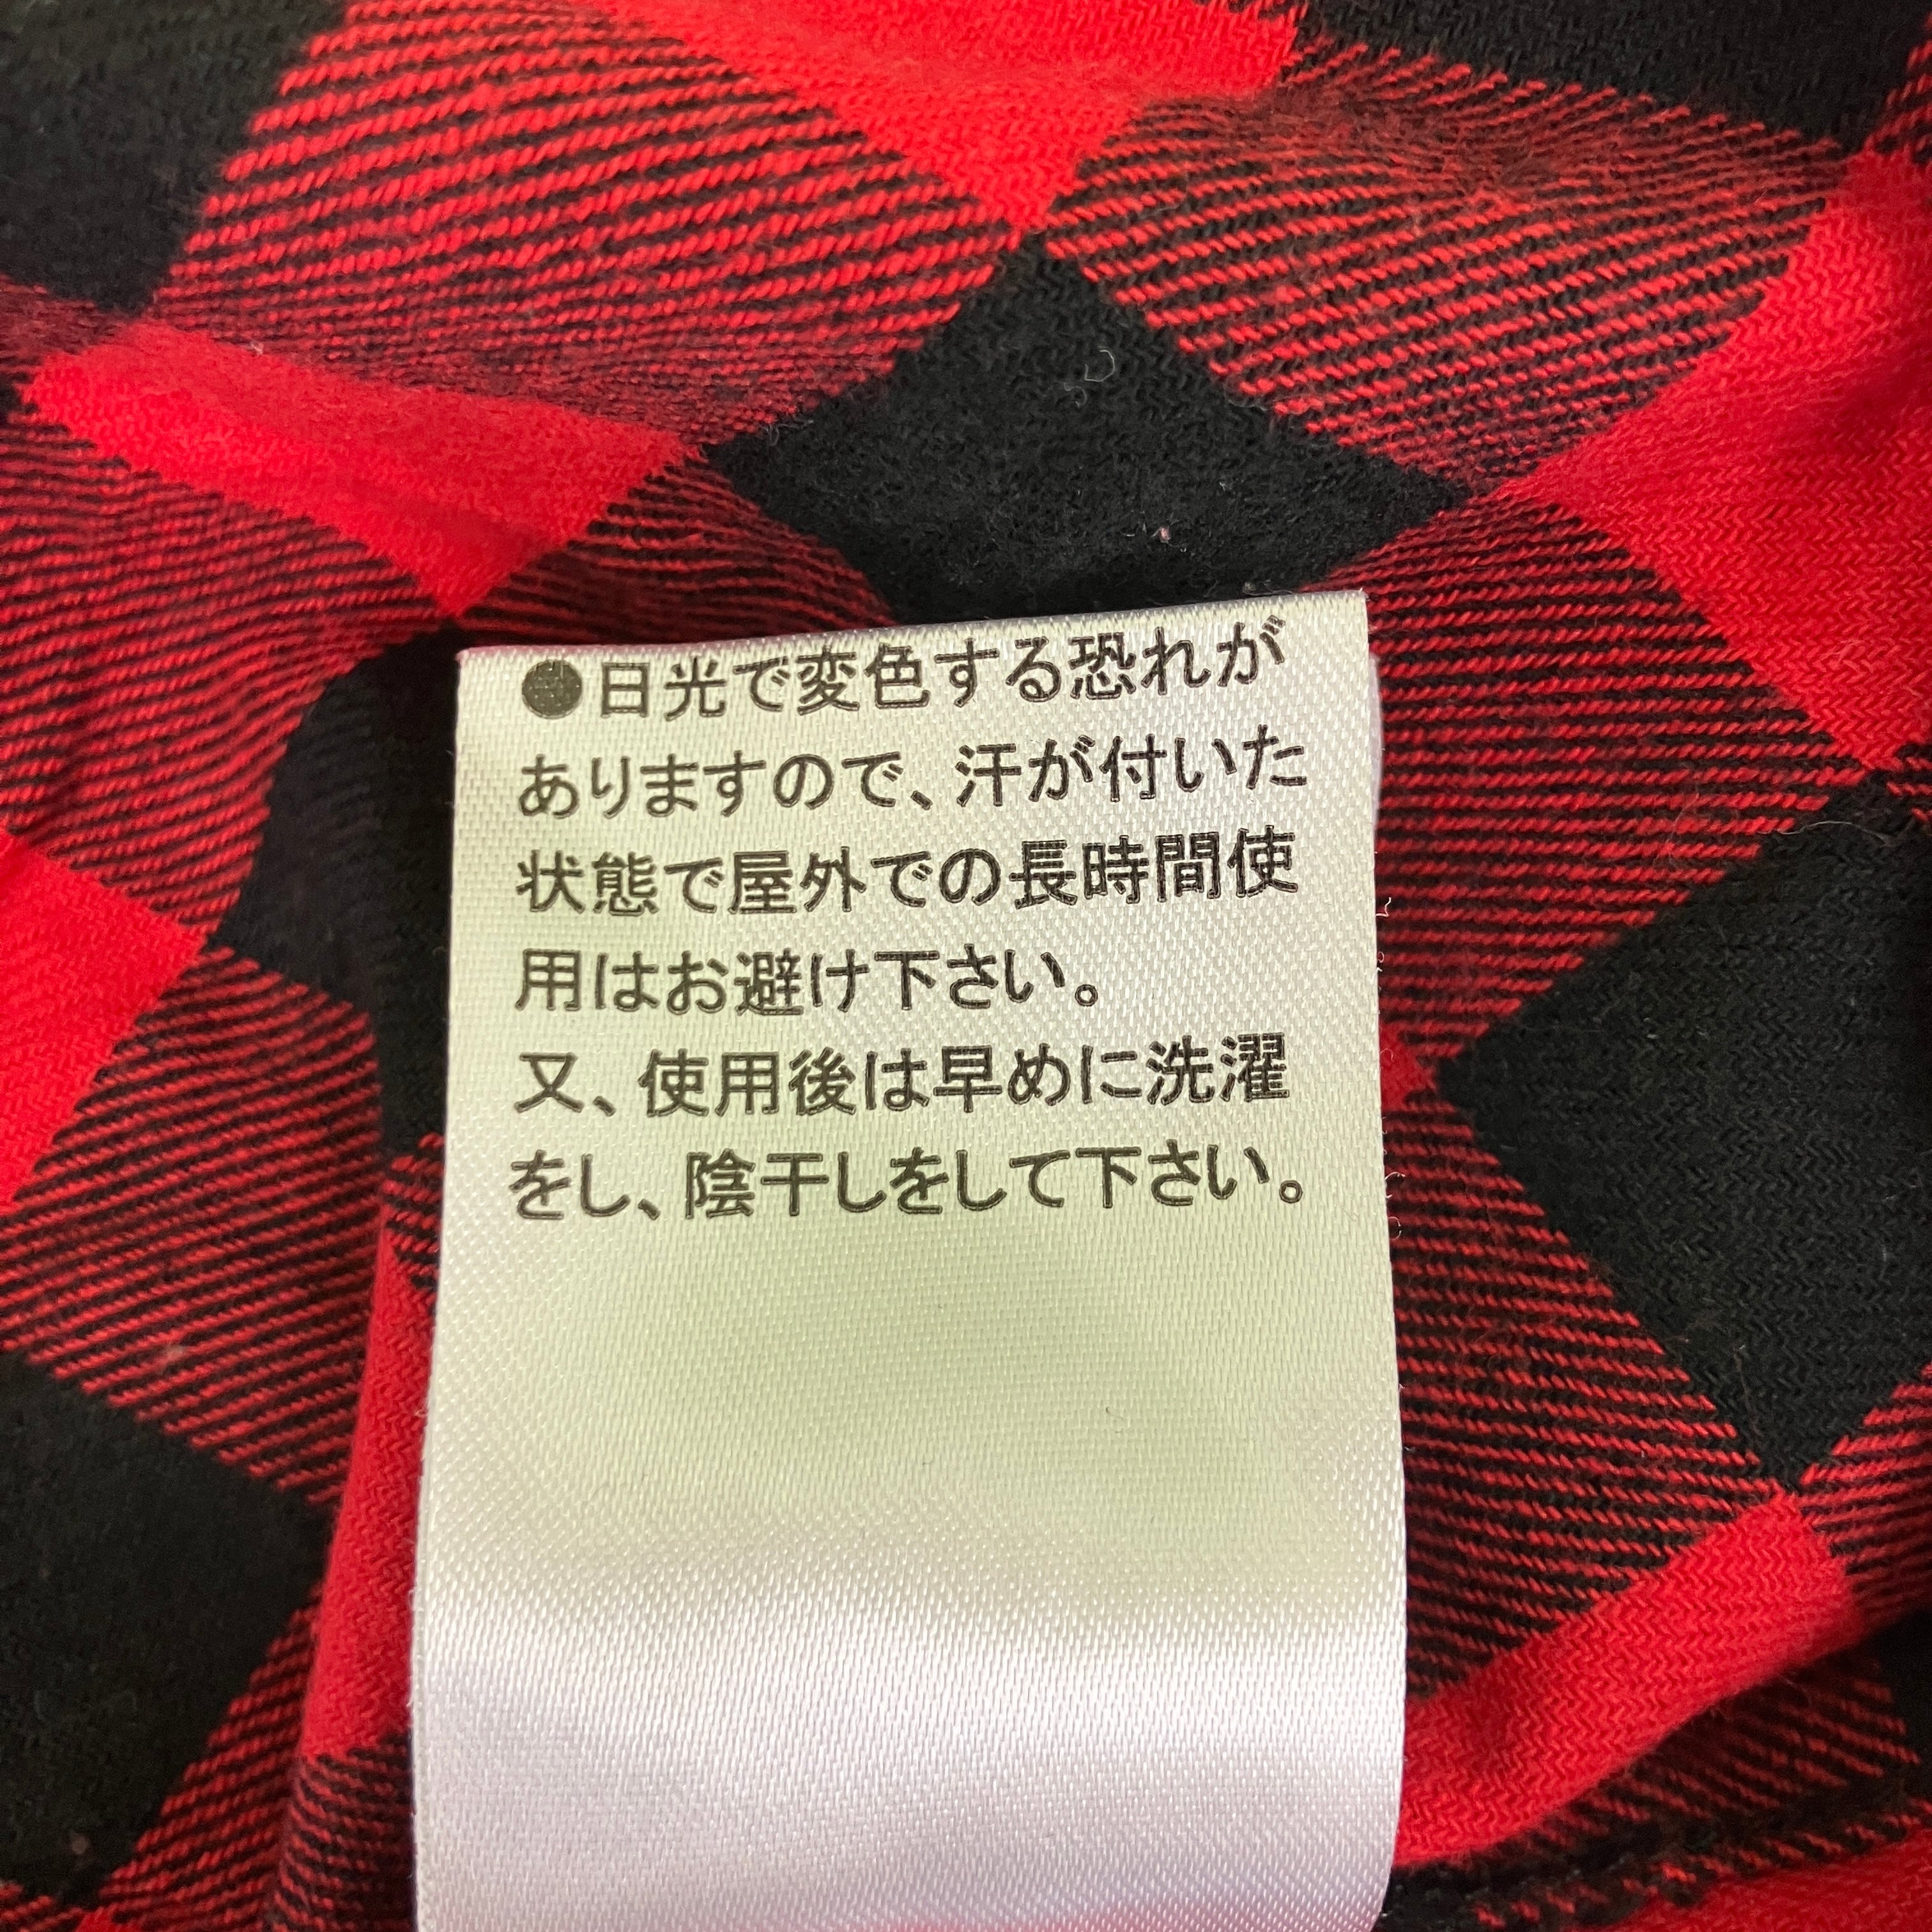 ●日光で変色する恐れが
ありますので、汗が付いた
状態で屋外での長時間使
用はお避け下さい。
又、使用後は早めに洗濯
をし、陰干しをして下さい。